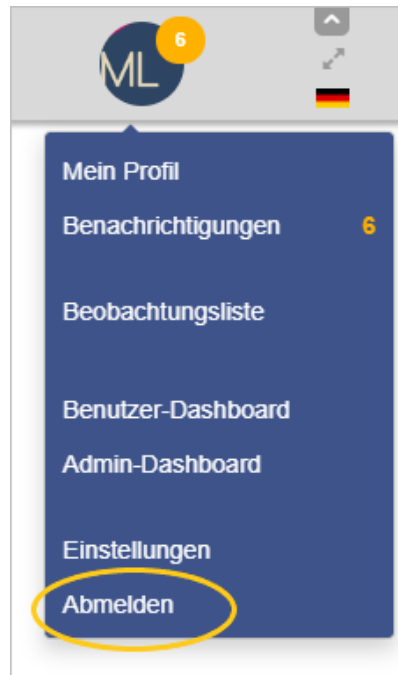 ML 6
Mein Profil
Benachrichtigungen 6
Beobachtungsliste
Benutzer-Dashboard
Admin-Dashboard
Einstellungen
Abmelden